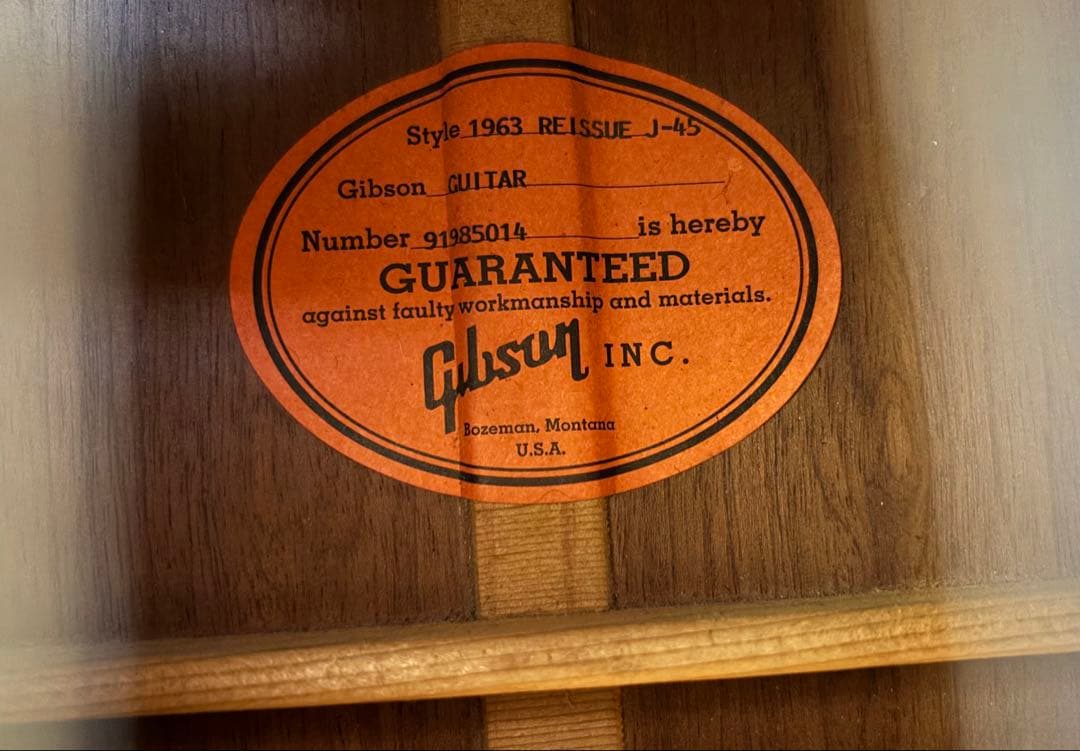 Style 1963 REISSUE J-45
Gibson GUITAR
Number 91985014 is hereby
GUARANTEED
against faulty workmanship and materials.
Gibson INC.
Bozeman, Montana
U.S.A.